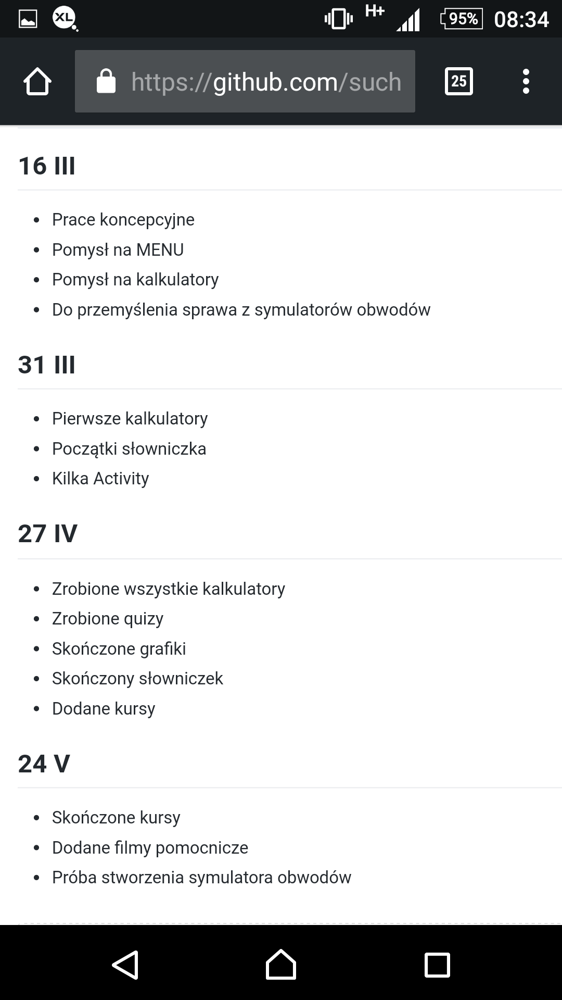 XL
H+
95%
08:34
https://github.com/such
25
16 III
Prace koncepcyjne
Pomysł na MENU
Pomysł na kalkulatory
Do przemyślenia sprawa z symulatorów obwodów
31 III
Pierwsze kalkulatory
Początki słowniczka
Kilka Activity
27 IV
Zrobione wszystkie kalkulatory
Zrobione quizy
Skończone grafiki
Skończony słowniczek
Dodane kursy
24 V
Skończone kursy
Dodane filmy pomocnicze
Próba stworzenia symulatora obwodów